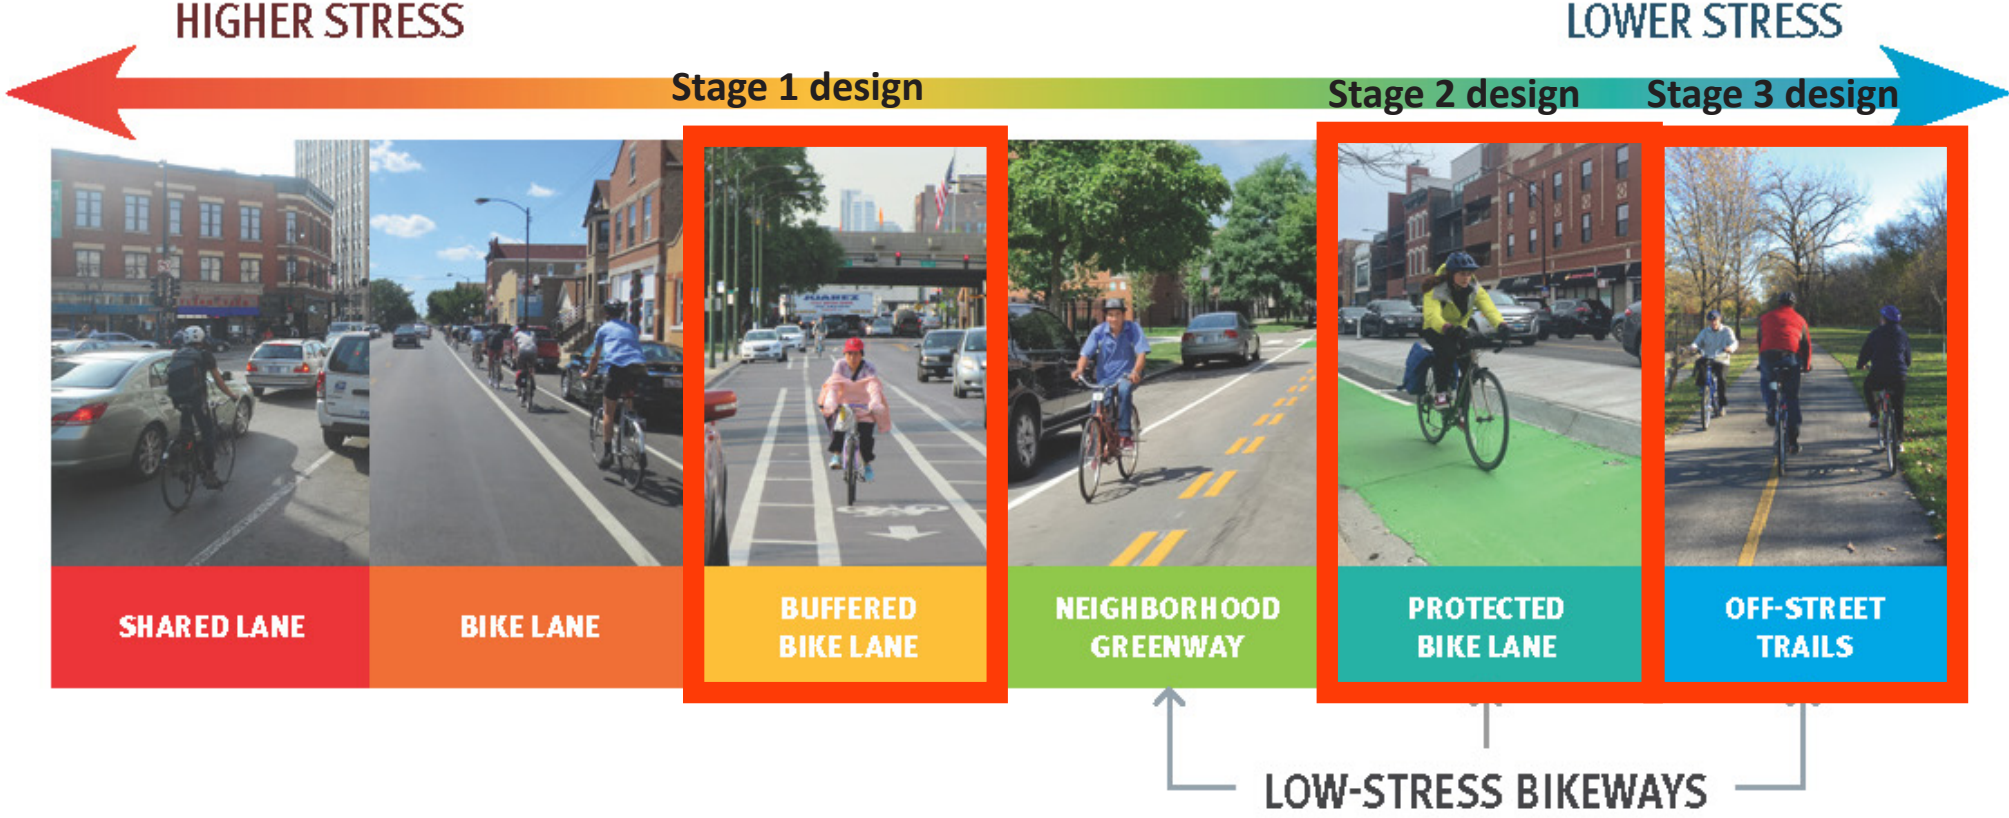 HIGHER STRESS
LOWER STRESS
Stage 1 design
Stage 2 design
Stage 3 design
JUAREZ
SHARED LANE
BIKE LANE
BUFFERED
BIKE LANE
NEIGHBORHOOD
GREENWAY
PROTECTED
BIKE LANE
OFF-STREET
TRAILS
LOW-STRESS BIKEWAYS